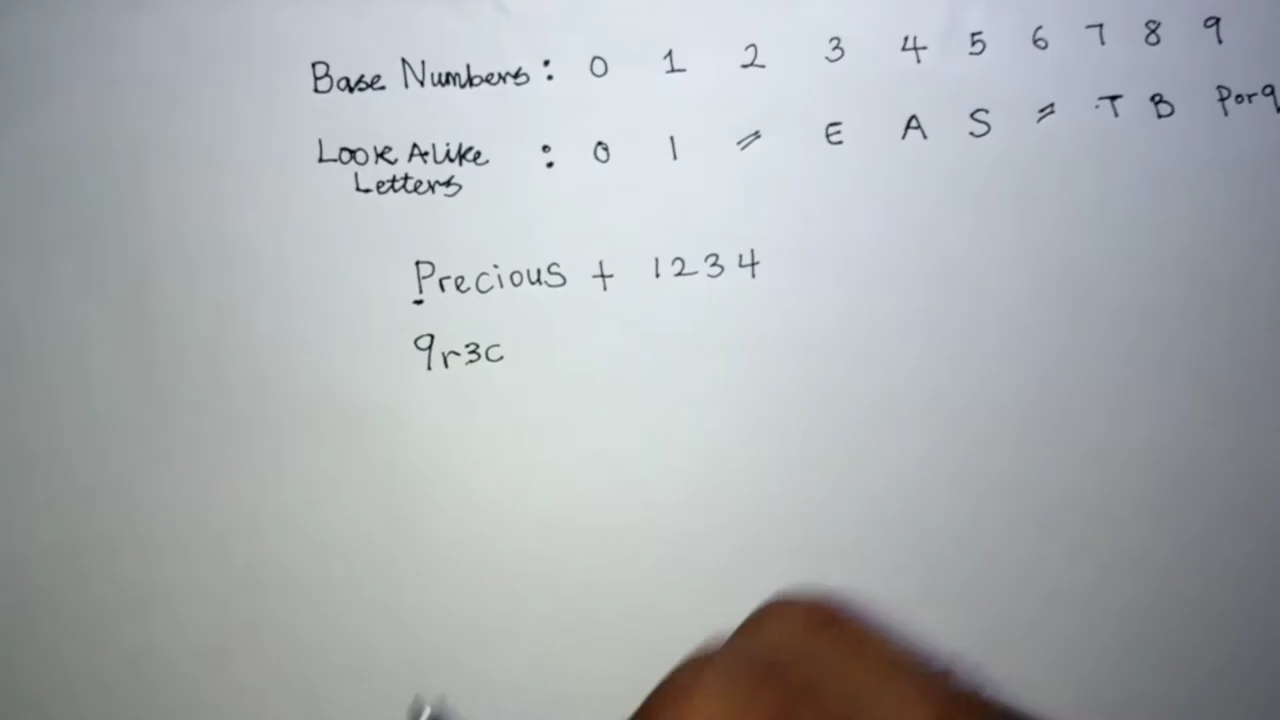 Base Numbers : 0 1 2 3 4 5 6 7 8 9
Look Alike : 0 1 = E A S = T B P or q
Letters
Precious + 1234
9r3c